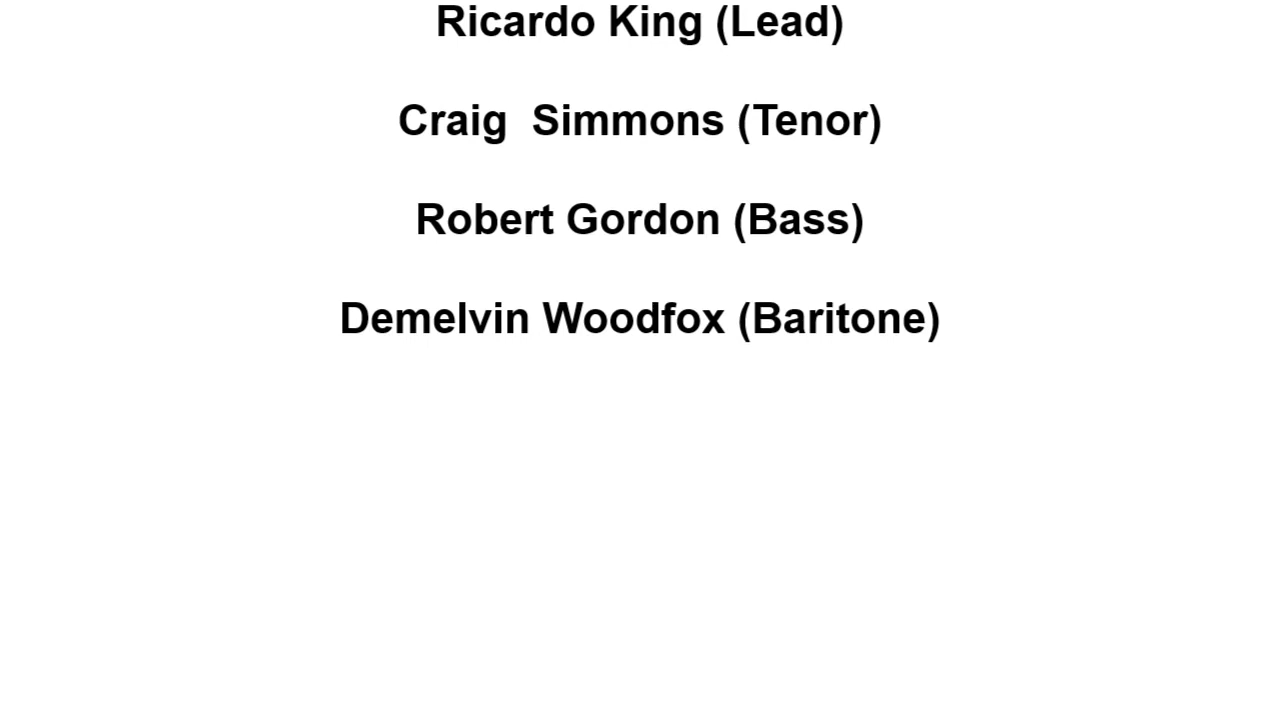 Ricardo King (Lead)
Craig  Simmons (Tenor)
Robert Gordon (Bass)
Demelvin Woodfox (Baritone)